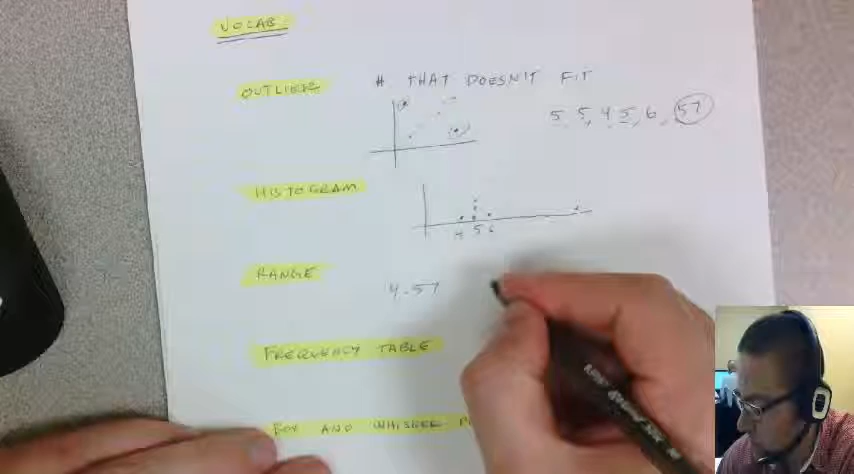 VOCAB
OUTLIERS # THAT DOESN'T FIT
5, 5, 4, 5, 6, 57
HISTOGRAM
4 5 6
RANGE 4-57
FREQUENCY TABLE
BOX AND WHISKER